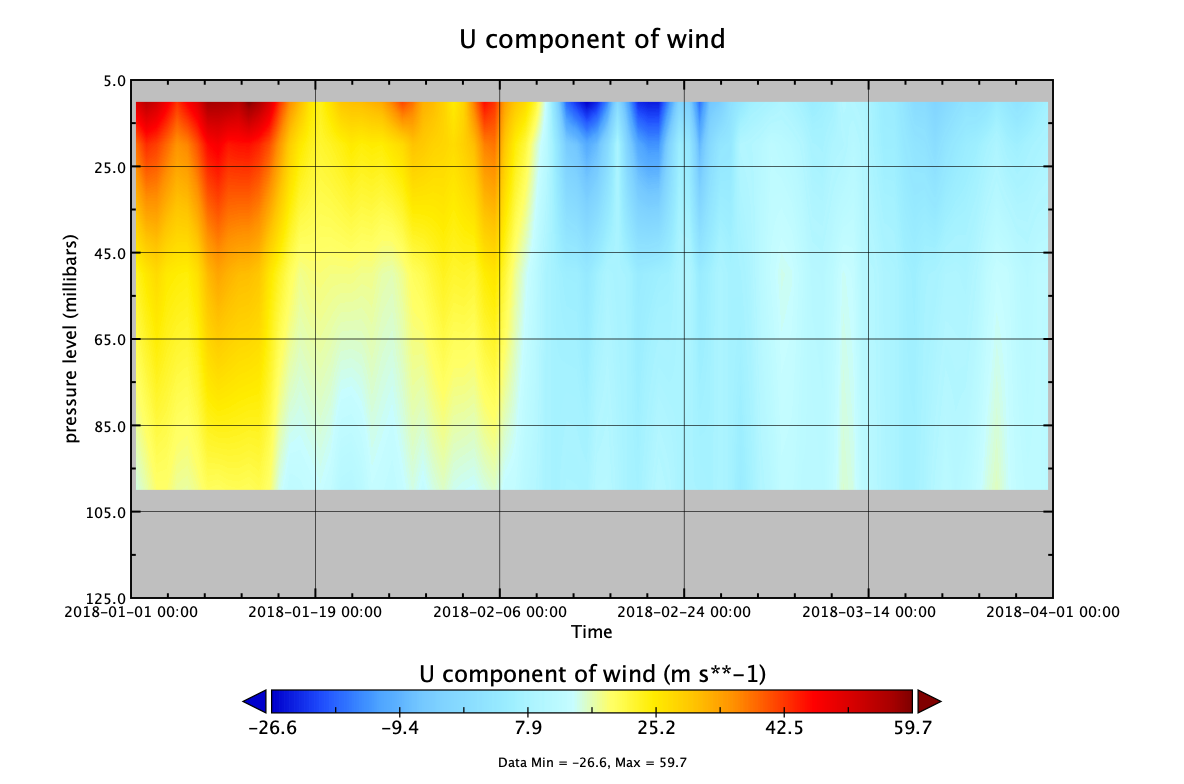 U component of wind
5.0
25.0
45.0
65.0
85.0
105.0
125.0
pressure level (millibars)
2018-01-01 00:00 2018-01-19 00:00 2018-02-06 00:00 2018-02-24 00:00 2018-03-14 00:00 2018-04-01 00:00
Time
U component of wind (m s**-1)
-26.6 -9.4 7.9 25.2 42.5 59.7
Data Min = -26.6, Max = 59.7